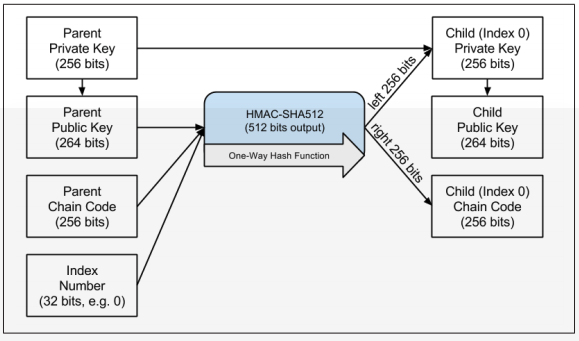 Parent
Private Key
(256 bits)
Child (Index 0)
Private Key
(256 bits)
Parent
Public Key
(264 bits)
HMAC-SHA512
(512 bits output)
One-Way Hash Function
left 256 bits
right 256 bits
Child
Public Key
(264 bits)
Parent
Chain Code
(256 bits)
Child (Index 0)
Chain Code
(256 bits)
Index
Number
(32 bits, e.g. 0)